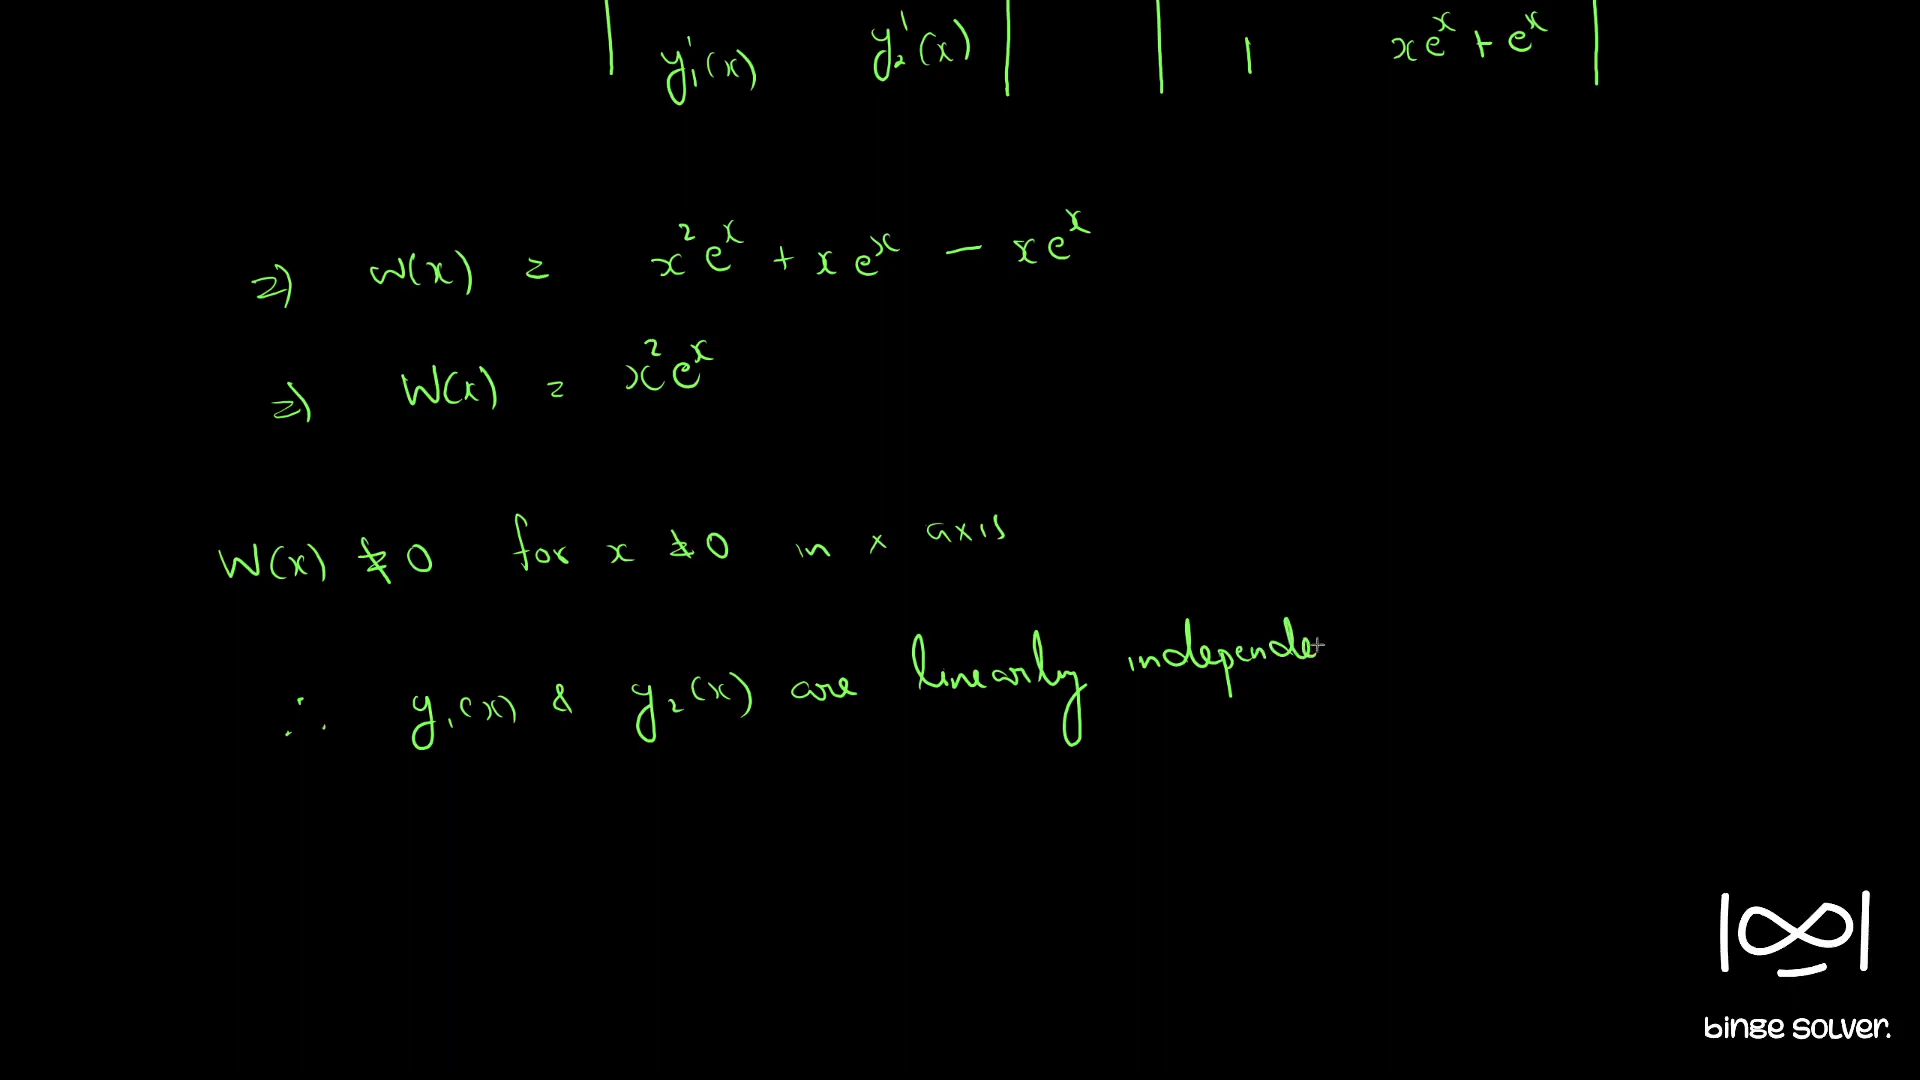 | y₁'(x) y₂'(x) | | 1 xeˣ + eˣ |
⇒) W(x) = x²eˣ + xeˣ − xeˣ
⇒) W(x) = x²eˣ
W(x) ≠ 0 for x ≠ 0 in x axis
∴ y₁(x) & y₂(x) are linearly independe
binge solver.